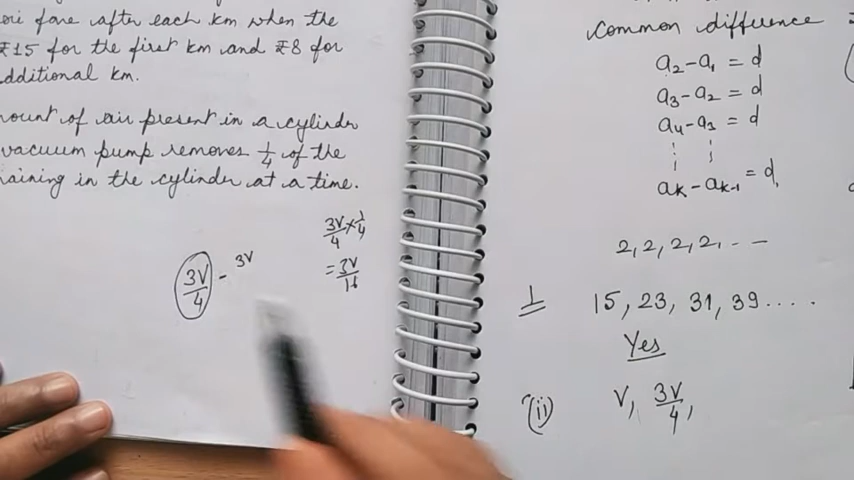 fare after each km when the
₹15 for the first km and ₹8 for
additional km.
amount of air present in a cylinder
vacuum pump removes 1/4 of the
remaining in the cylinder at a time.
3V/4 × 1/4
= 3V/16
3V/4 - 3V
Common difference
a₂-a₁ = d
a₃-a₂ = d
a₄-a₃ = d
aₖ-aₖ₋₁ = d,
2,2,2,2,- —
1 15, 23, 31, 39....
Yes
(ii) V, 3V/4,